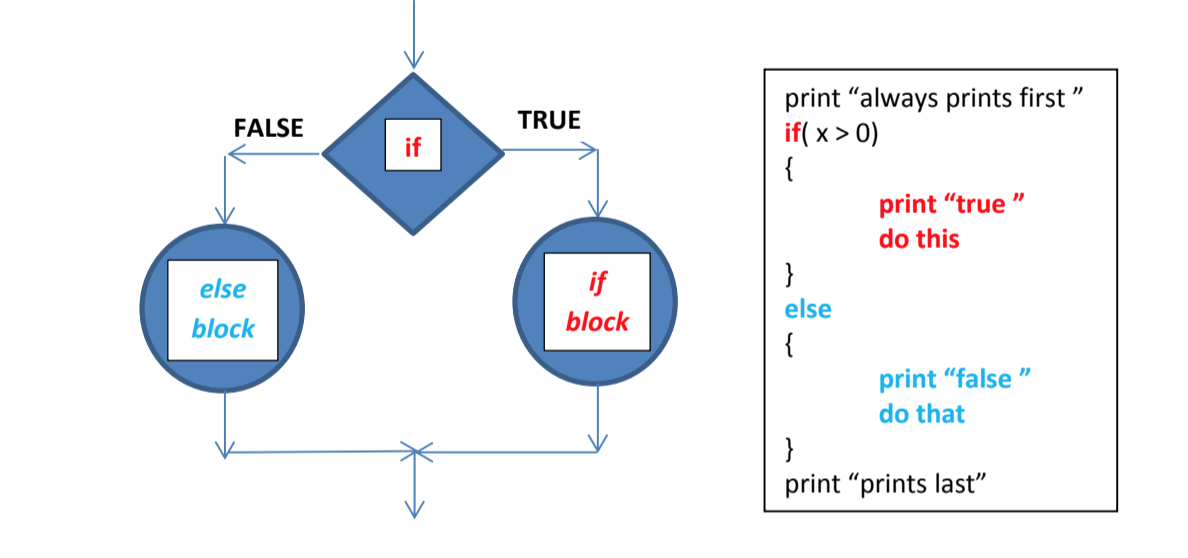 FALSE
TRUE
if
else
block
if
block
print “always prints first ”
if( x > 0)
{
print “true ”
do this
}
else
{
print “false ”
do that
}
print “prints last”